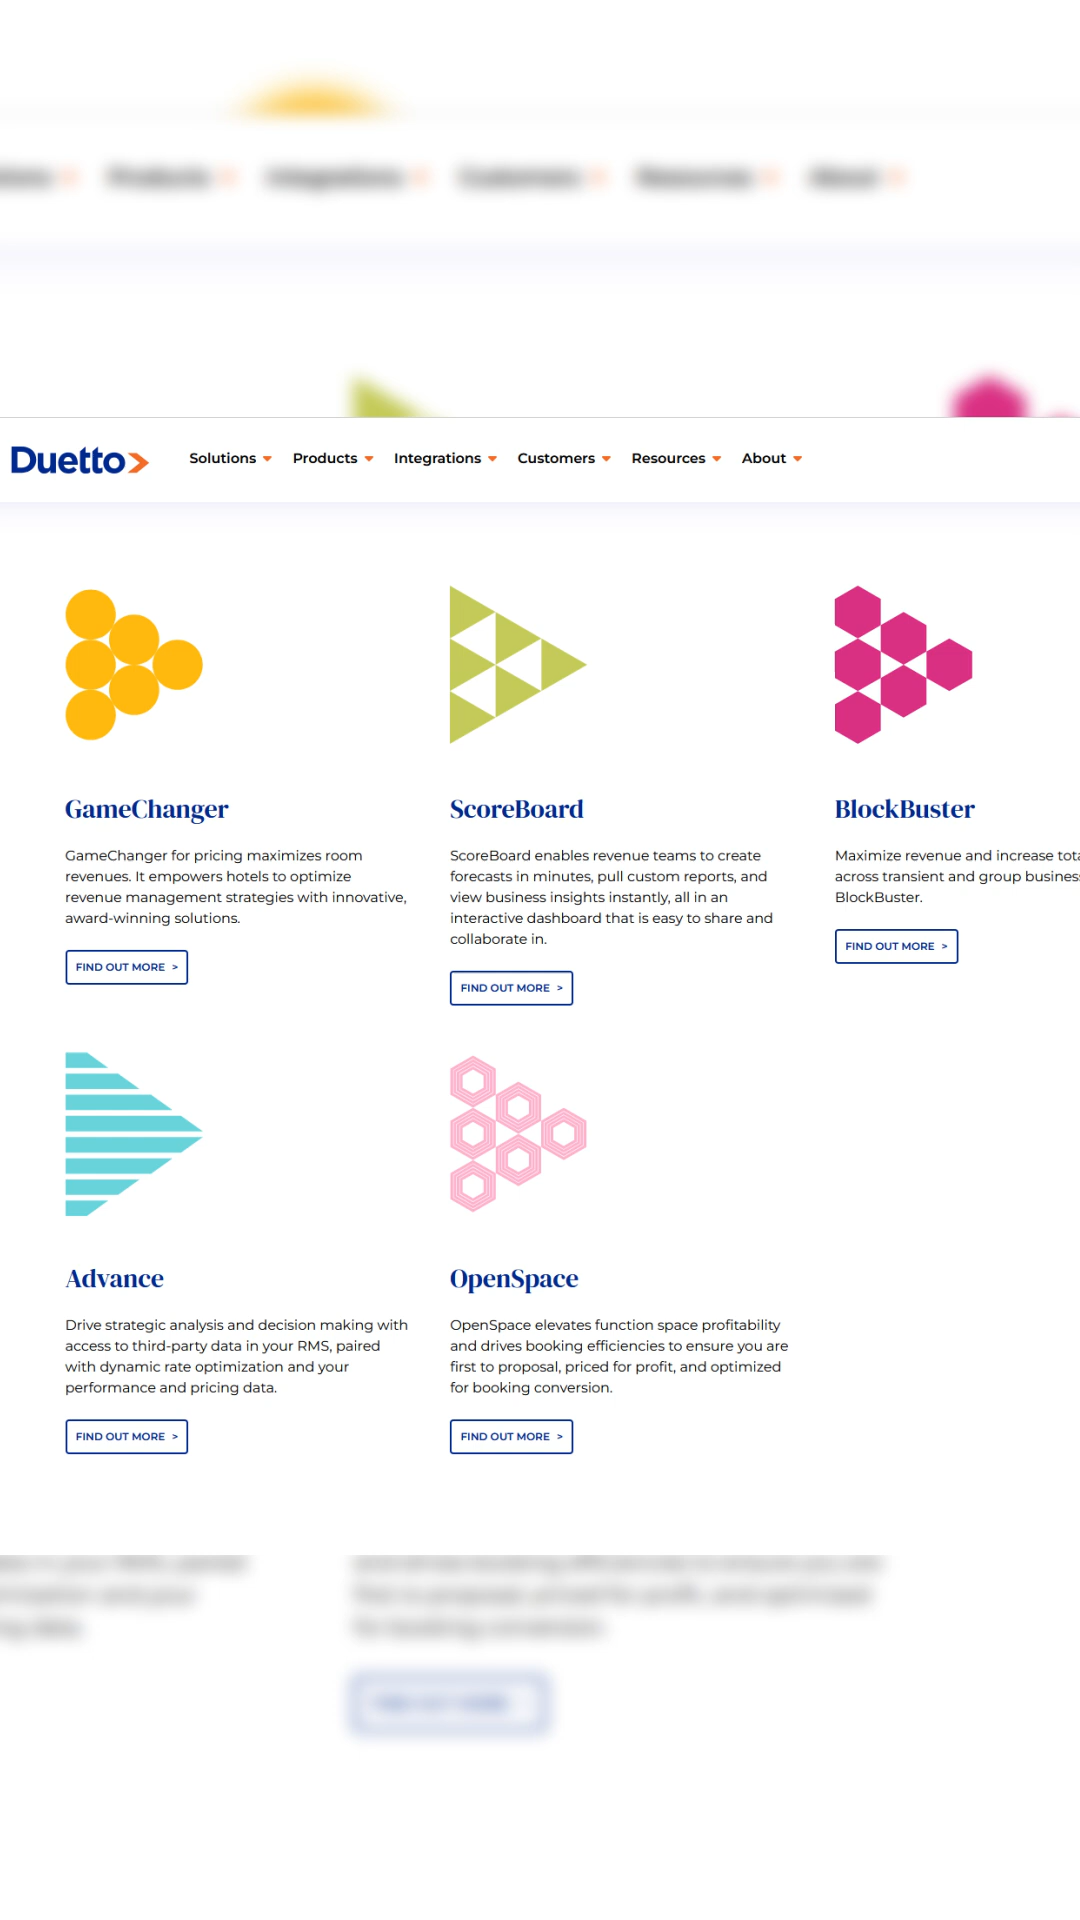 Duetto
Solutions Products Integrations Customers Resources About
GameChanger
GameChanger for pricing maximizes room
revenues. It empowers hotels to optimize
revenue management strategies with innovative,
award-winning solutions.
FIND OUT MORE >
ScoreBoard
ScoreBoard enables revenue teams to create
forecasts in minutes, pull custom reports, and
view business insights instantly, all in an
interactive dashboard that is easy to share and
collaborate in.
FIND OUT MORE >
BlockBuster
Maximize revenue and increase
across transient and group
BlockBuster.
FIND OUT MORE >
Advance
Drive strategic analysis and decision making with
access to third-party data in your RMS, paired
with dynamic rate optimization and your
performance and pricing data.
FIND OUT MORE >
OpenSpace
OpenSpace elevates function space profitability
and drives booking efficiencies to ensure you are
first to proposal, priced for profit, and optimized
for booking conversion.
FIND OUT MORE >